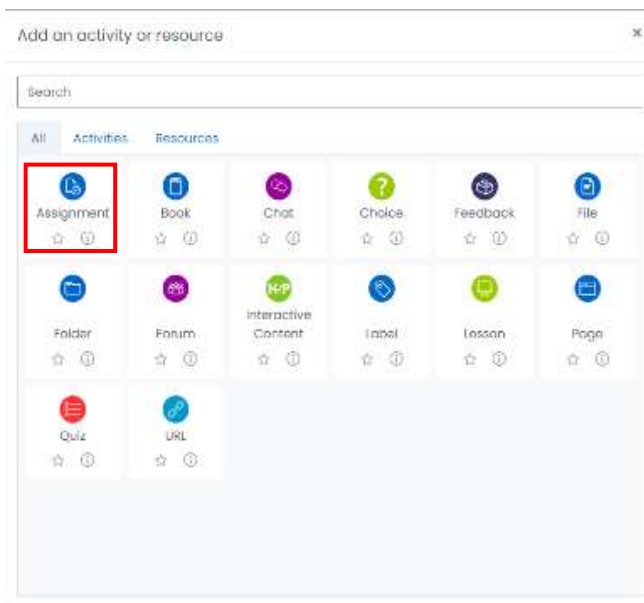 Add an activity or resource ×
Search
All Activities Resources
Assignment Book Chat Choice Feedback File
Folder Forum H-P Interactive Content Label Lesson Page
Quiz URL